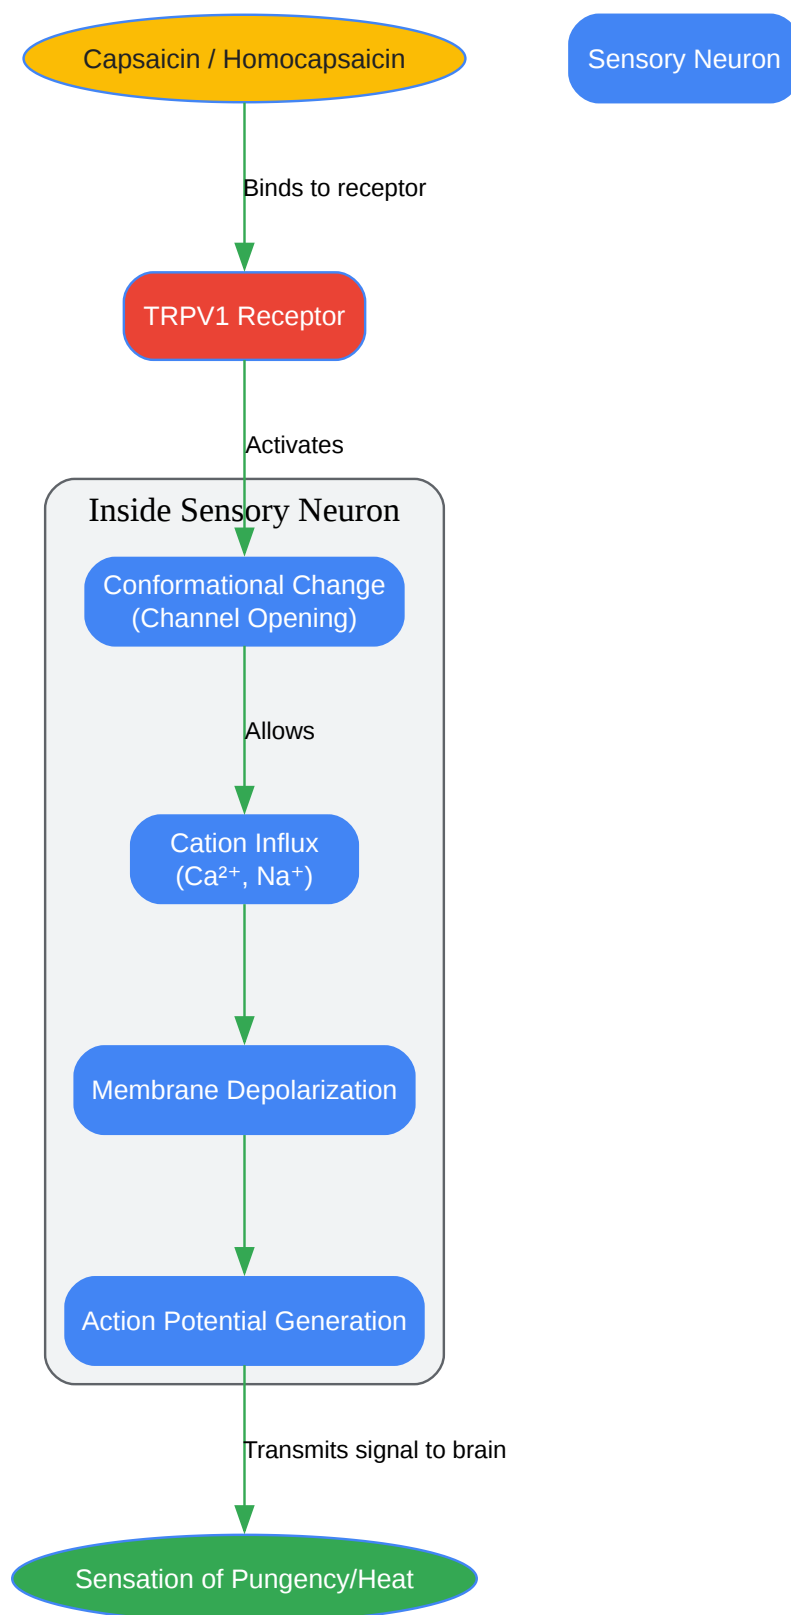 Capsaicin / Homocapsaicin
Sensory Neuron
Binds to receptor
TRPV1 Receptor
Activates
Inside Sensory Neuron
Conformational Change
(Channel Opening)
Allows
Cation Influx
(Ca²⁺, Na⁺)
Membrane Depolarization
Action Potential Generation
Transmits signal to brain
Sensation of Pungency/Heat